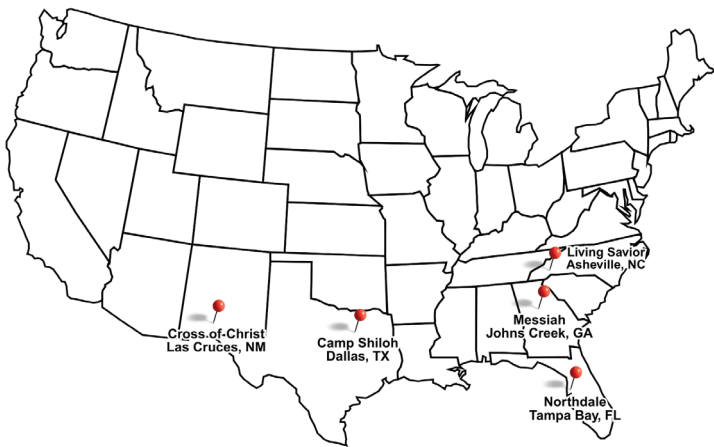 Living Savior
Asheville, NC
Messiah
Johns Creek, GA
Cross of Christ
Las Cruces, NM
Camp Shiloh
Dallas, TX
Northdale
Tampa Bay, FL